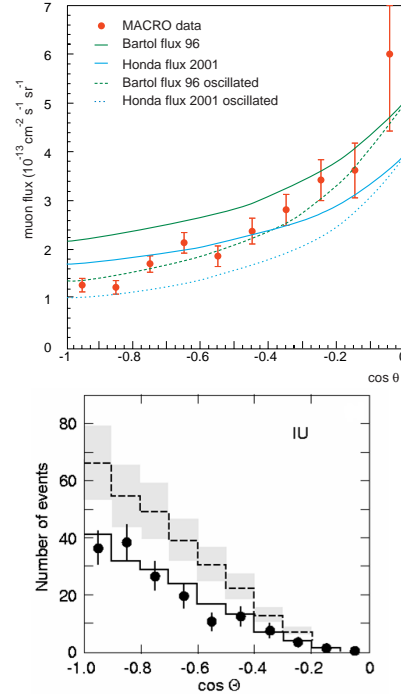 7
6
5
4
3
2
1
0
MACRO data
Bartol flux 96
Honda flux 2001
Bartol flux 96 oscillated
Honda flux 2001 oscillated
muon flux (10⁻¹³ cm⁻² s⁻¹ sr⁻¹
-1 -0.8 -0.6 -0.4 -0.2 0
cos θ
IU
80
60
40
20
0
Number of events
-1.0 -0.8 -0.6 -0.4 -0.2 0
cos Θ